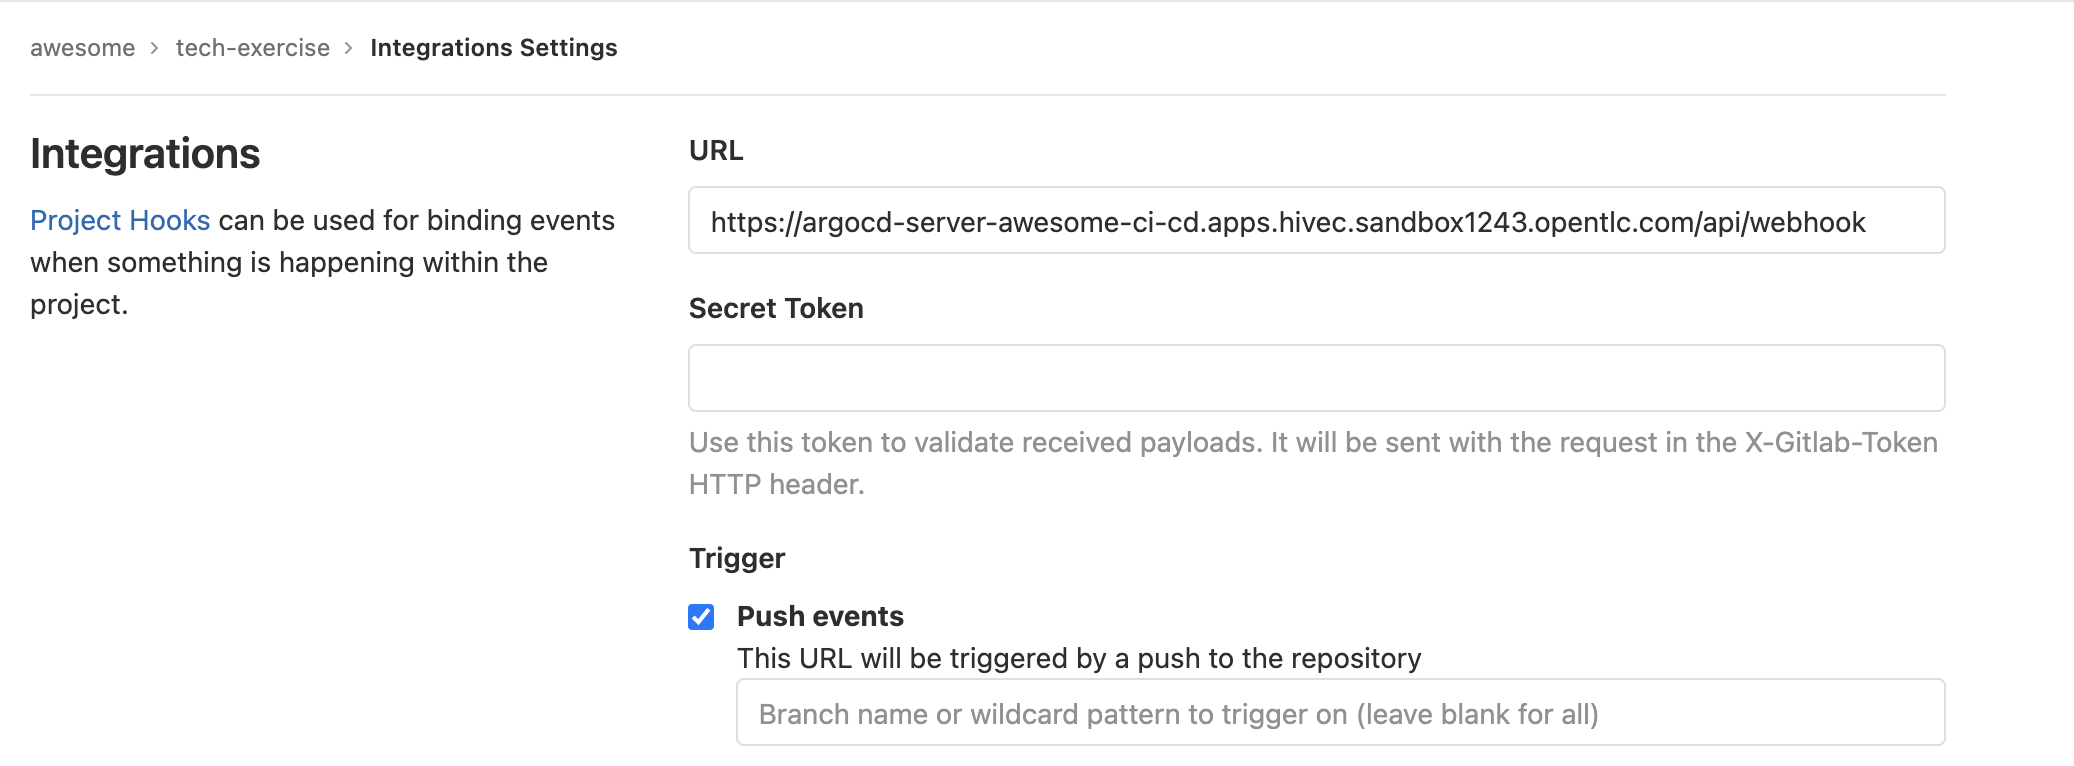 awesome > tech-exercise > Integrations Settings
Integrations
Project Hooks can be used for binding events
when something is happening within the
project.
URL
https://argocd-server-awesome-ci-cd.apps.hivec.sandbox1243.opentlc.com/api/webhook
Secret Token
Use this token to validate received payloads. It will be sent with the request in the X-Gitlab-Token
HTTP header.
Trigger
Push events
This URL will be triggered by a push to the repository
Branch name or wildcard pattern to trigger on (leave blank for all)